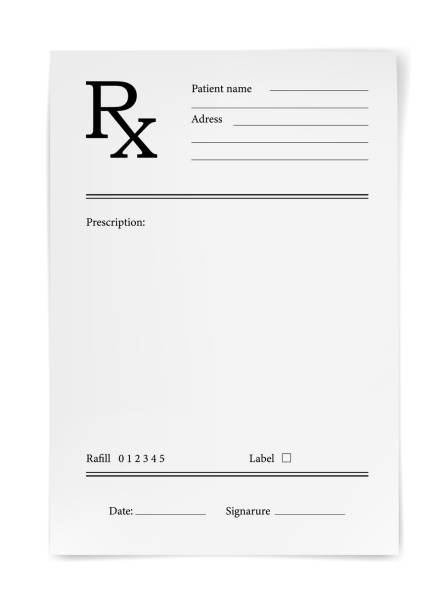 Rx
Patient name
Adress
Prescription:
Rafill 0 1 2 3 4 5
Label
Date:
Signarure